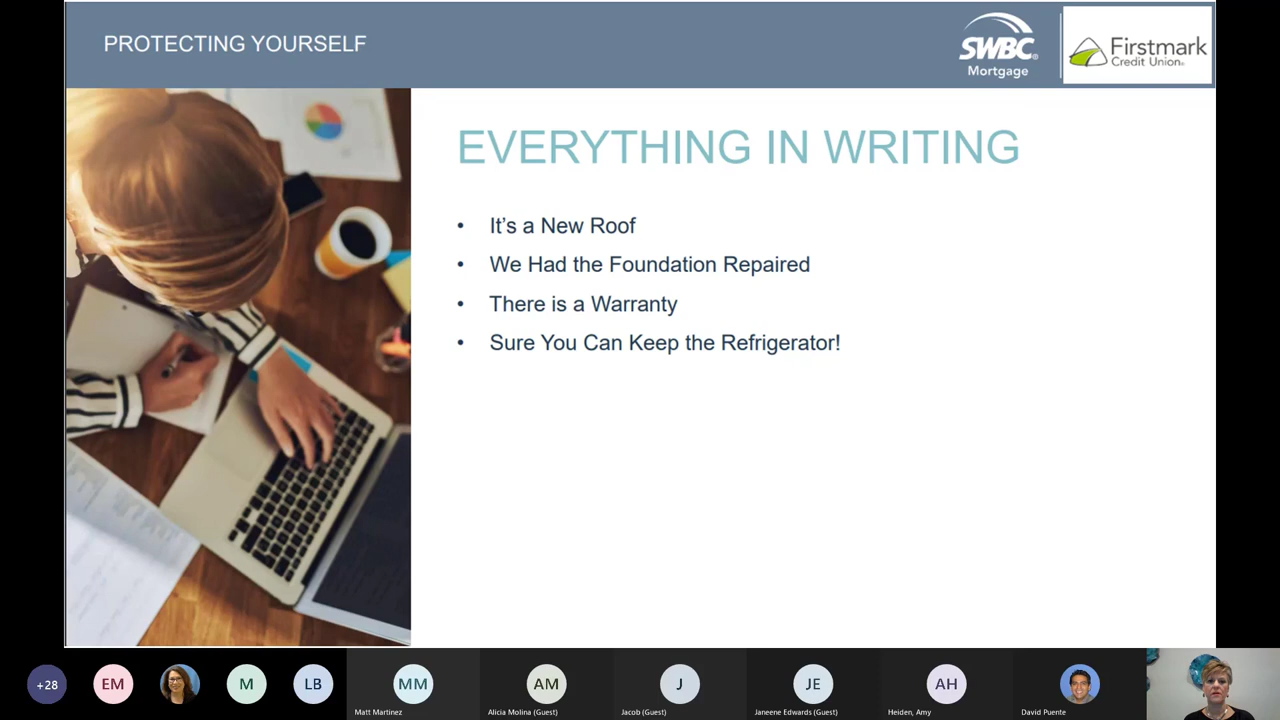 PROTECTING YOURSELF
SWBC
Mortgage
Firstmark
Credit Union
EVERYTHING IN WRITING
• It's a New Roof
• We Had the Foundation Repaired
• There is a Warranty
• Sure You Can Keep the Refrigerator!
+28
EM
M
LB
MM
AM
J
JE
AH
Matt Martinez
Alicia Molina (Guest)
Jacob (Guest)
Janeene Edwards (Guest)
Heiden, Amy
David Puente